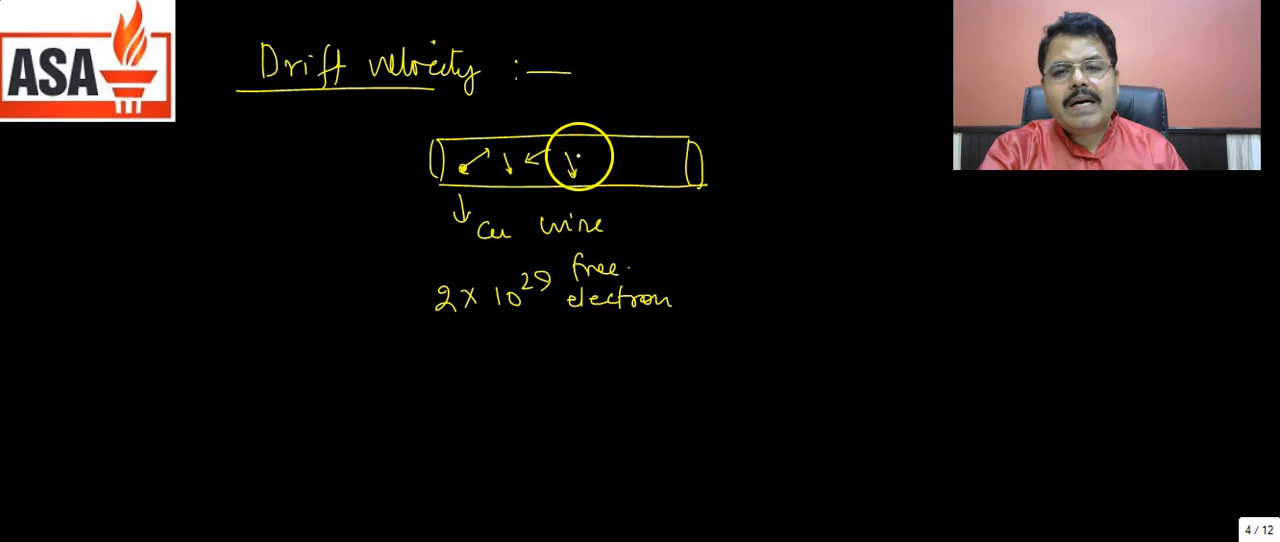 ASA
Drift velocity :—
Cu wire
2 × 10²⁹ free electron
4 / 12